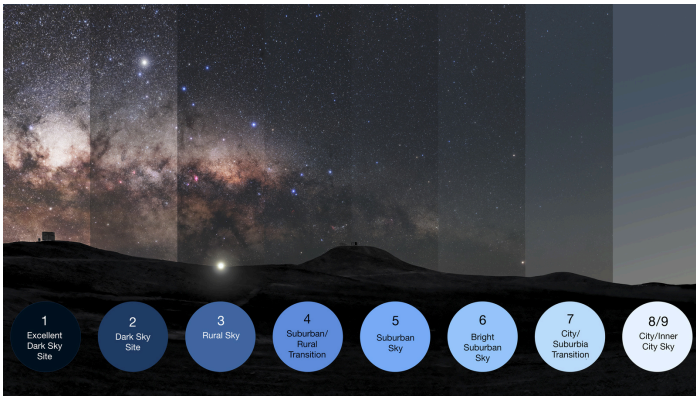 1
Excellent
Dark Sky
Site
2
Dark Sky
Site
3
Rural Sky
4
Suburban/
Rural
Transition
5
Suburban
Sky
6
Bright
Suburban
Sky
7
City/
Suburbia
Transition
8/9
City/Inner
City Sky